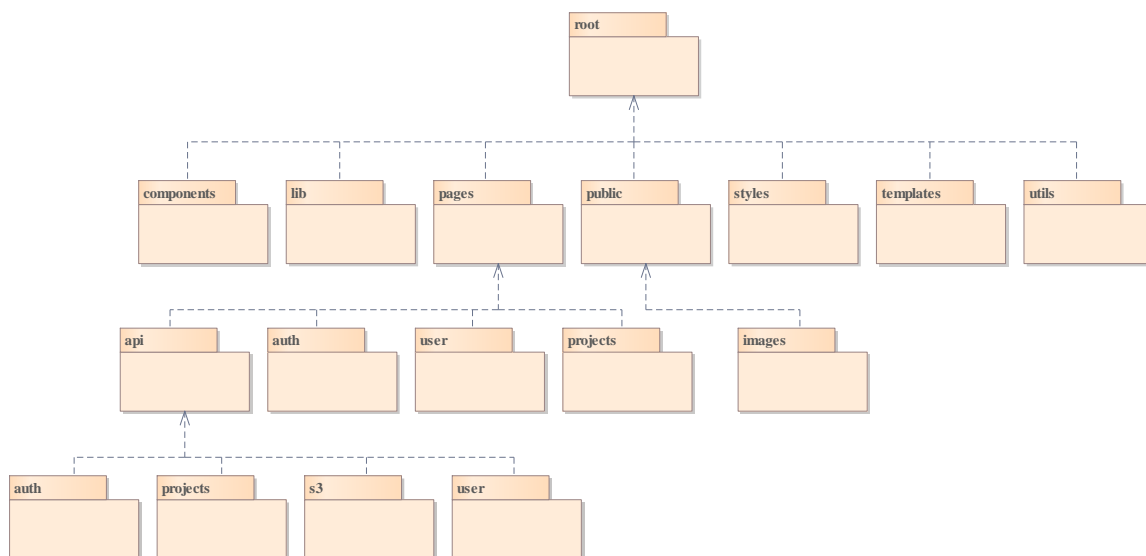 root
components
lib
pages
public
styles
templates
utils
api
auth
user
projects
images
auth
projects
s3
user